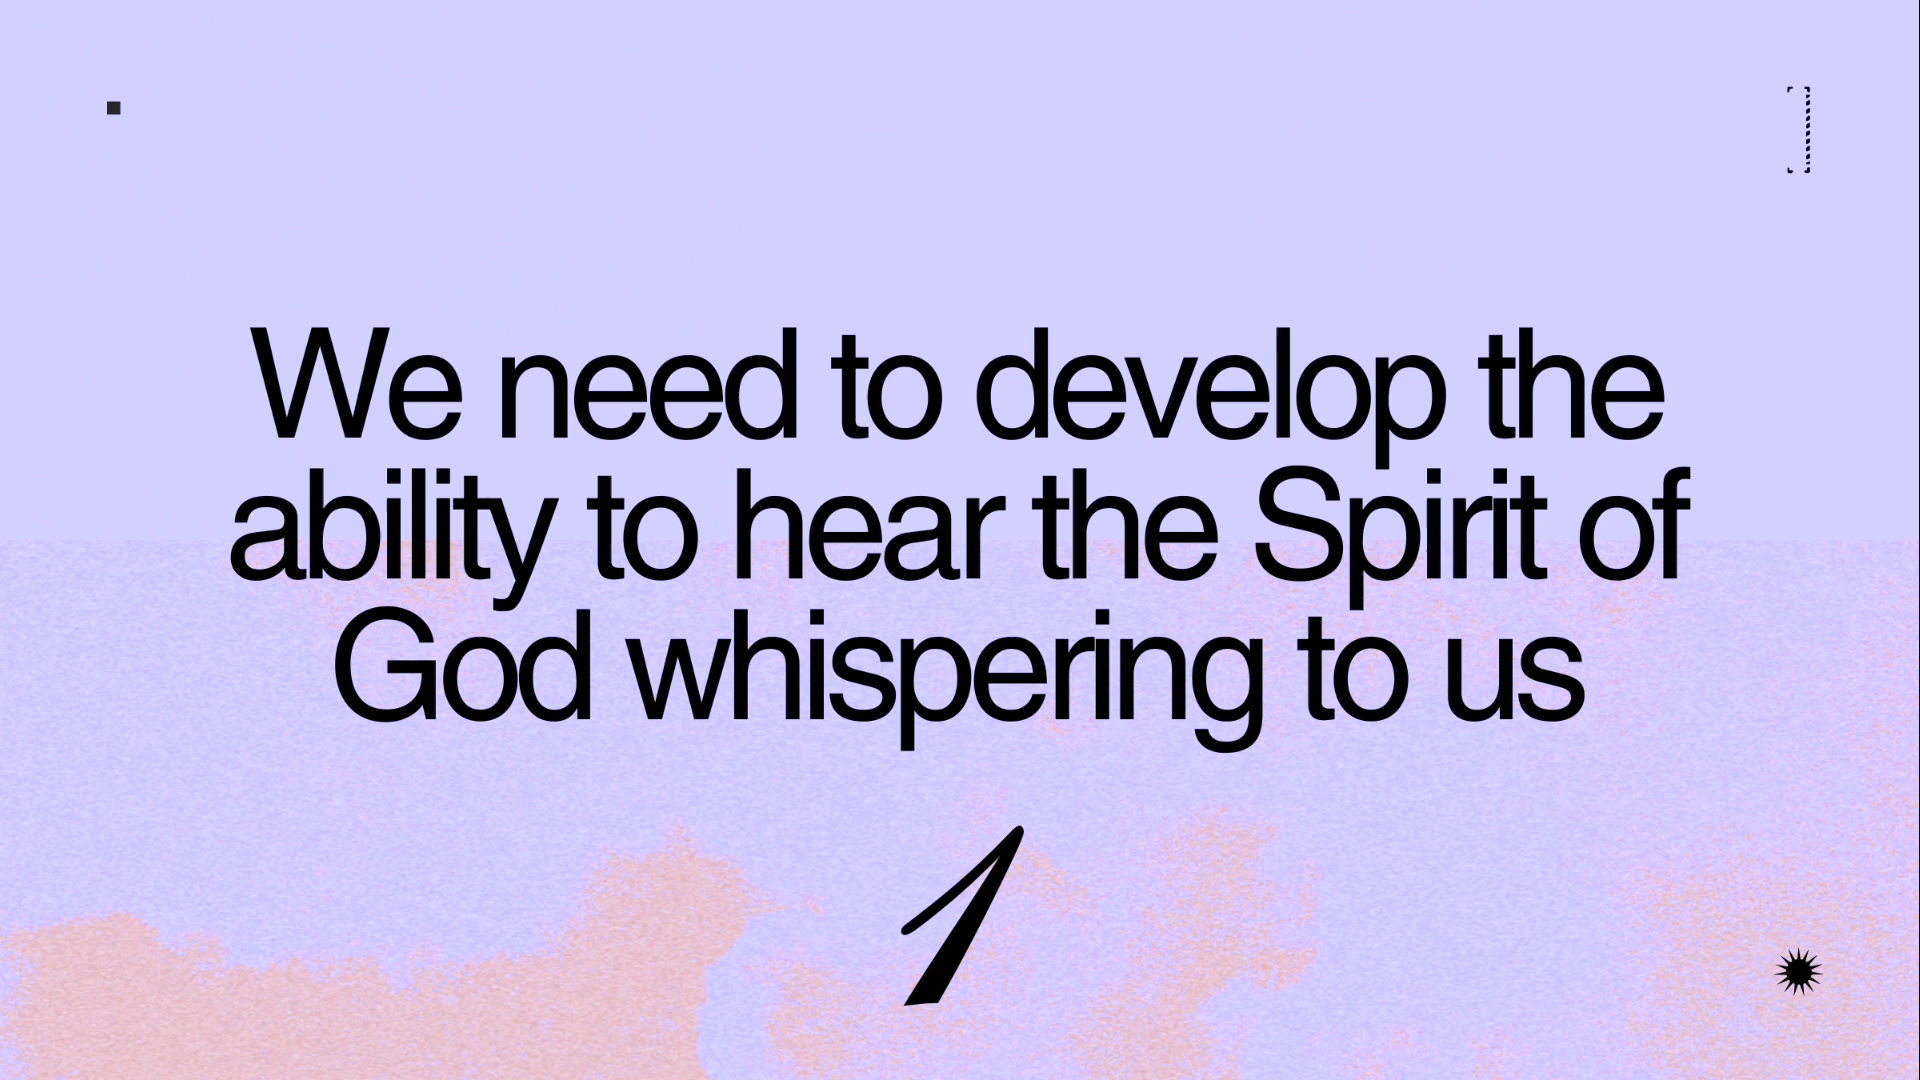 We need to develop the
ability to hear the Spirit of
God whispering to us
1